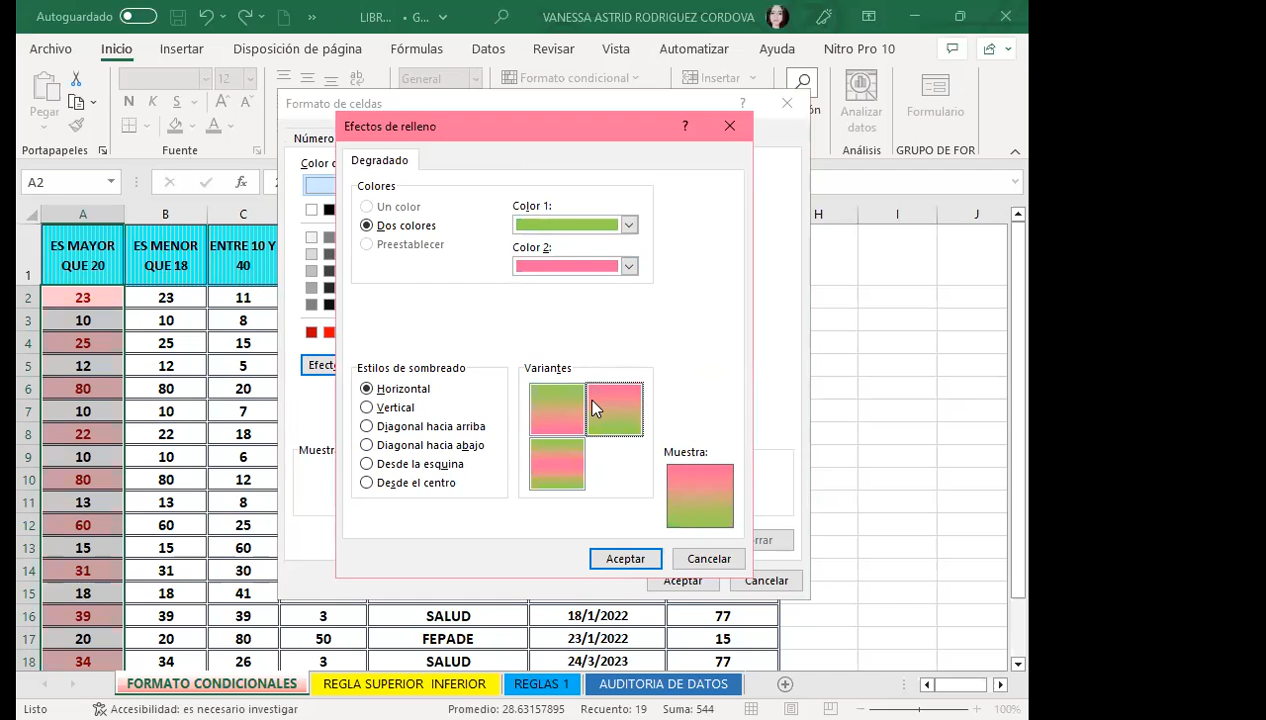 Autoguardado LIBR... • G... VANESSA ASTRID RODRIGUEZ CORDOVA
Archivo Inicio Insertar Disposición de página Fórmulas Datos Revisar Vista Automatizar Ayuda Nitro Pro 10
Pegar
Portapapeles
12
N K S
Fuente
General
Formato condicional
Insertar
Analizar datos
Análisis
Formulario
GRUPO DE FOR
A2
Formato de celdas
Número
Color d
Efect
Muestr
Aceptar Cancelar
Efectos de relleno
Degradado
Colores
Un color
Dos colores
Preestablecer
Color 1:
Color 2:
Estilos de sombreado
Horizontal
Vertical
Diagonal hacia arriba
Diagonal hacia abajo
Desde la esquina
Desde el centro
Variantes
Muestra:
Aceptar Cancelar
A B C H I J
1 ES MAYOR QUE 20 ES MENOR QUE 18 ENTRE 10 Y 40
2 23 23 11
3 10 10 8
4 25 25 15
5 12 12 5
6 80 80 20
7 10 10 7
8 22 22 18
9 10 10 6
10 80 80 12
11 13 13 8
12 60 60 25
13 15 15 60
14 31 31 30
15 18 18 41
16 39 39 39 3 SALUD 18/1/2022 77
17 20 20 80 50 FEPADE 23/1/2022 15
18 34 34 26 3 SALUD 24/3/2023 77
FORMATO CONDICIONALES REGLA SUPERIOR INFERIOR REGLAS 1 AUDITORIA DE DATOS
Listo Accesibilidad: es necesario investigar Promedio: 28.63157895 Recuento: 19 Suma: 544 100%